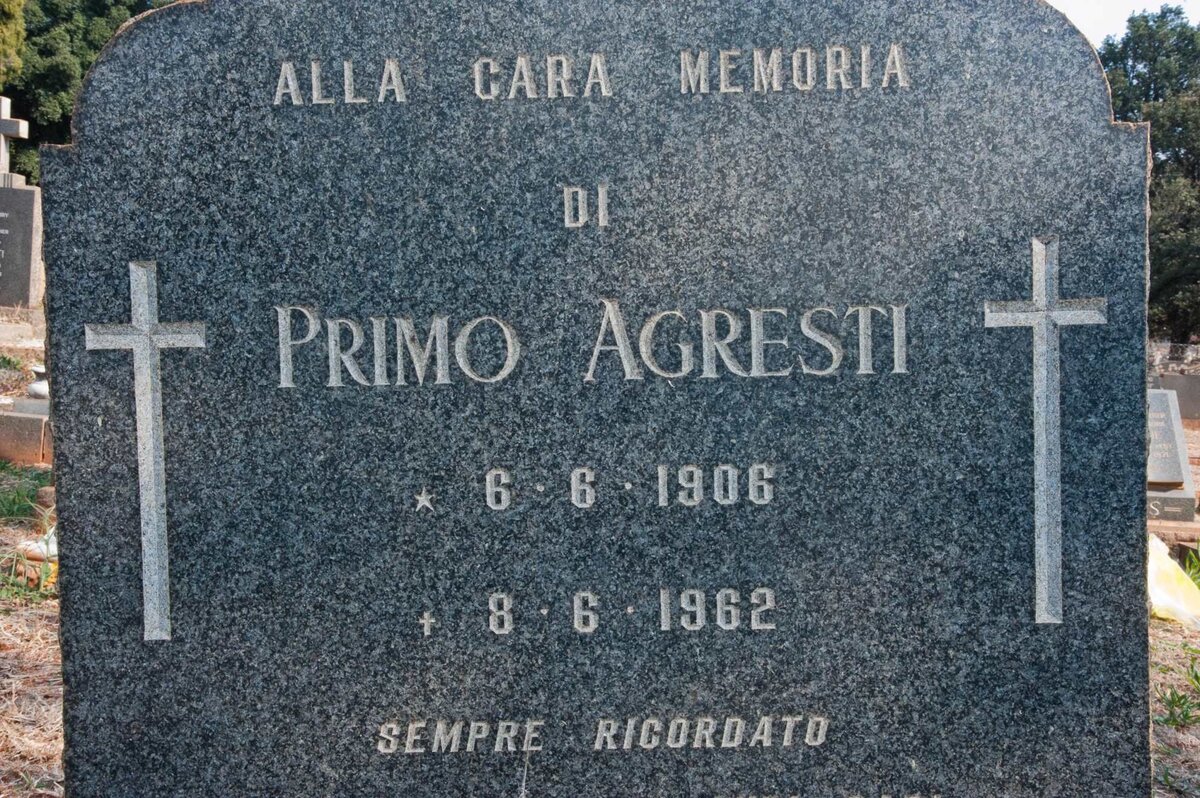 ALLA CARA MEMORIA
DI
PRIMO AGRESTI
6·6·1906
8·6·1962
SEMPRE RICORDATO